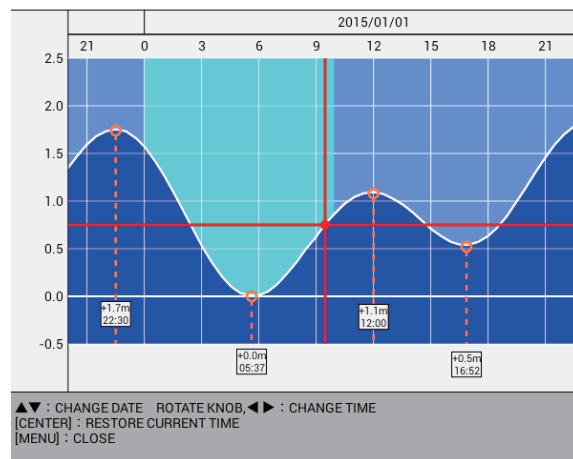 2015/01/01
21 0 3 6 9 12 15 18 21
2.5
2.0
1.5
1.0
0.5
0.0
-0.5
+1.7m
22:30
+0.0m
05:37
+1.1m
12:00
+0.5m
16:52
▲▼：CHANGE DATE ROTATE KNOB,◀ ▶：CHANGE TIME
[CENTER]：RESTORE CURRENT TIME
[MENU]：CLOSE